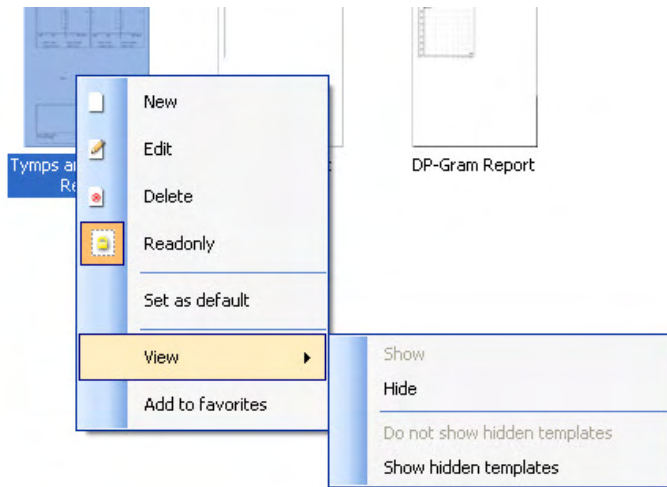 New
Edit
Tymps a
DP-Gram Report
Re
Delete
Readonly
Set as default
View
Show
Hide
Add to favorites
Do not show hidden templates
Show hidden templates